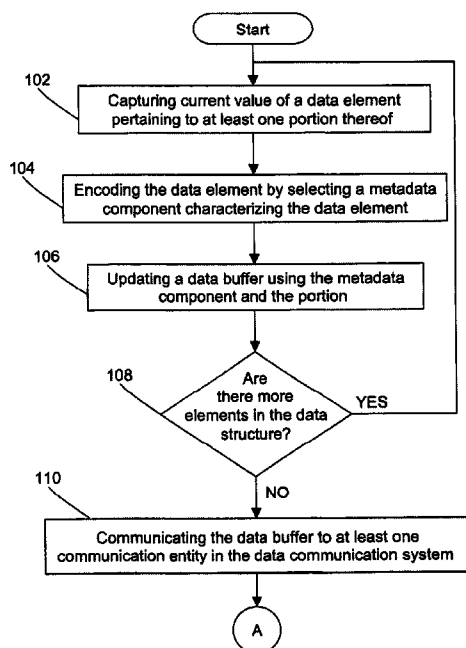 Start
102
Capturing current value of a data element
pertaining to at least one portion thereof
104
Encoding the data element by selecting a metadata
component characterizing the data element
106
Updating a data buffer using the metadata
component and the portion
108
Are
there more
elements in the data
structure?
YES
NO
110
Communicating the data buffer to at least one
communication entity in the data communication system
A